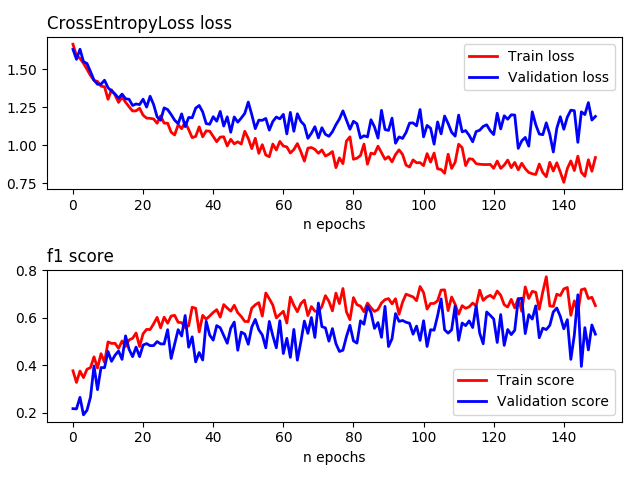 CrossEntropyLoss loss
1.50
1.25
1.00
0.75
Train loss
Validation loss
0 20 40 60 80 100 120 140
n epochs
f1 score
0.8
0.6
0.4
0.2
Train score
Validation score
0 20 40 60 80 100 120 140
n epochs